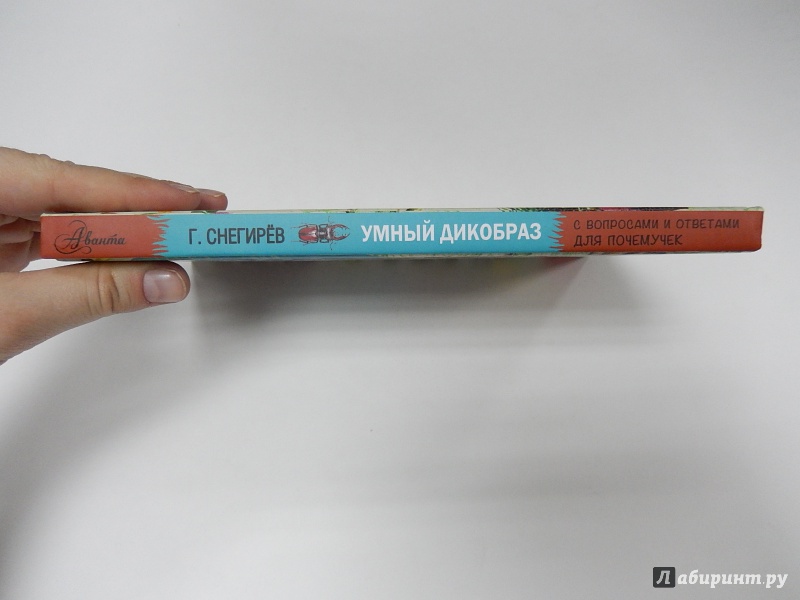 Аванта
Г. СНЕГИРЁВ
УМНЫЙ ДИКОБРАЗ
С ВОПРОСАМИ И ОТВЕТАМИ
ДЛЯ ПОЧЕМУЧЕК
Лабиринт.ру